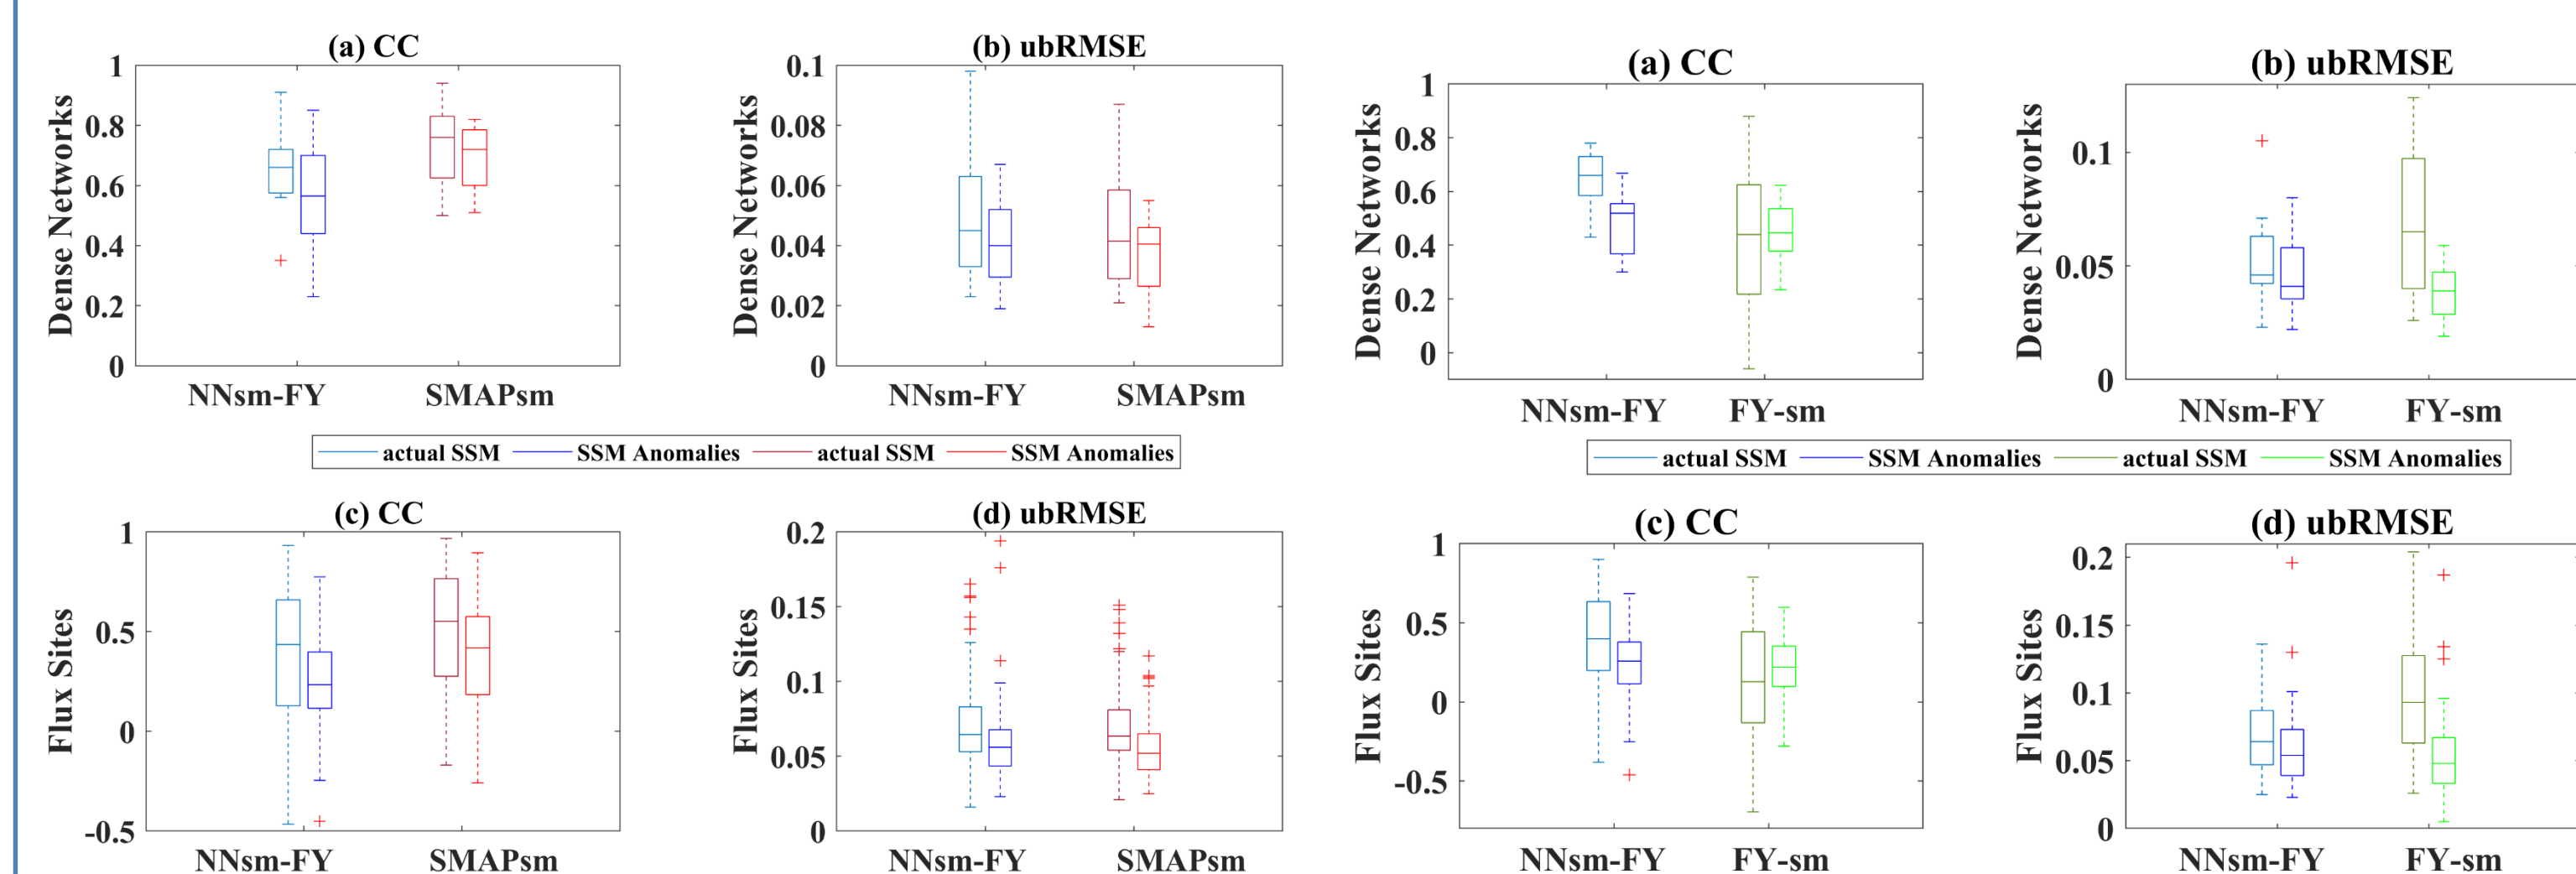 (a) CC
Dense Networks
1
0.8
0.6
0.4
0.2
0
NNsm-FY SMAPsm
(b) ubRMSE
Dense Networks
0.1
0.08
0.06
0.04
0.02
0
NNsm-FY SMAPsm
actual SSM SSM Anomalies actual SSM SSM Anomalies
(c) CC
Flux Sites
1
0.5
0
-0.5
NNsm-FY SMAPsm
(d) ubRMSE
Flux Sites
0.2
0.15
0.1
0.05
0
NNsm-FY SMAPsm
(a) CC
Dense Networks
1
0.8
0.6
0.4
0.2
0
NNsm-FY FY-sm
(b) ubRMSE
Dense Networks
0.1
0.05
0
NNsm-FY FY-sm
actual SSM SSM Anomalies actual SSM SSM Anomalies
(c) CC
Flux Sites
1
0.5
0
-0.5
NNsm-FY FY-sm
(d) ubRMSE
Flux Sites
0.2
0.15
0.1
0.05
0
NNsm-FY FY-sm